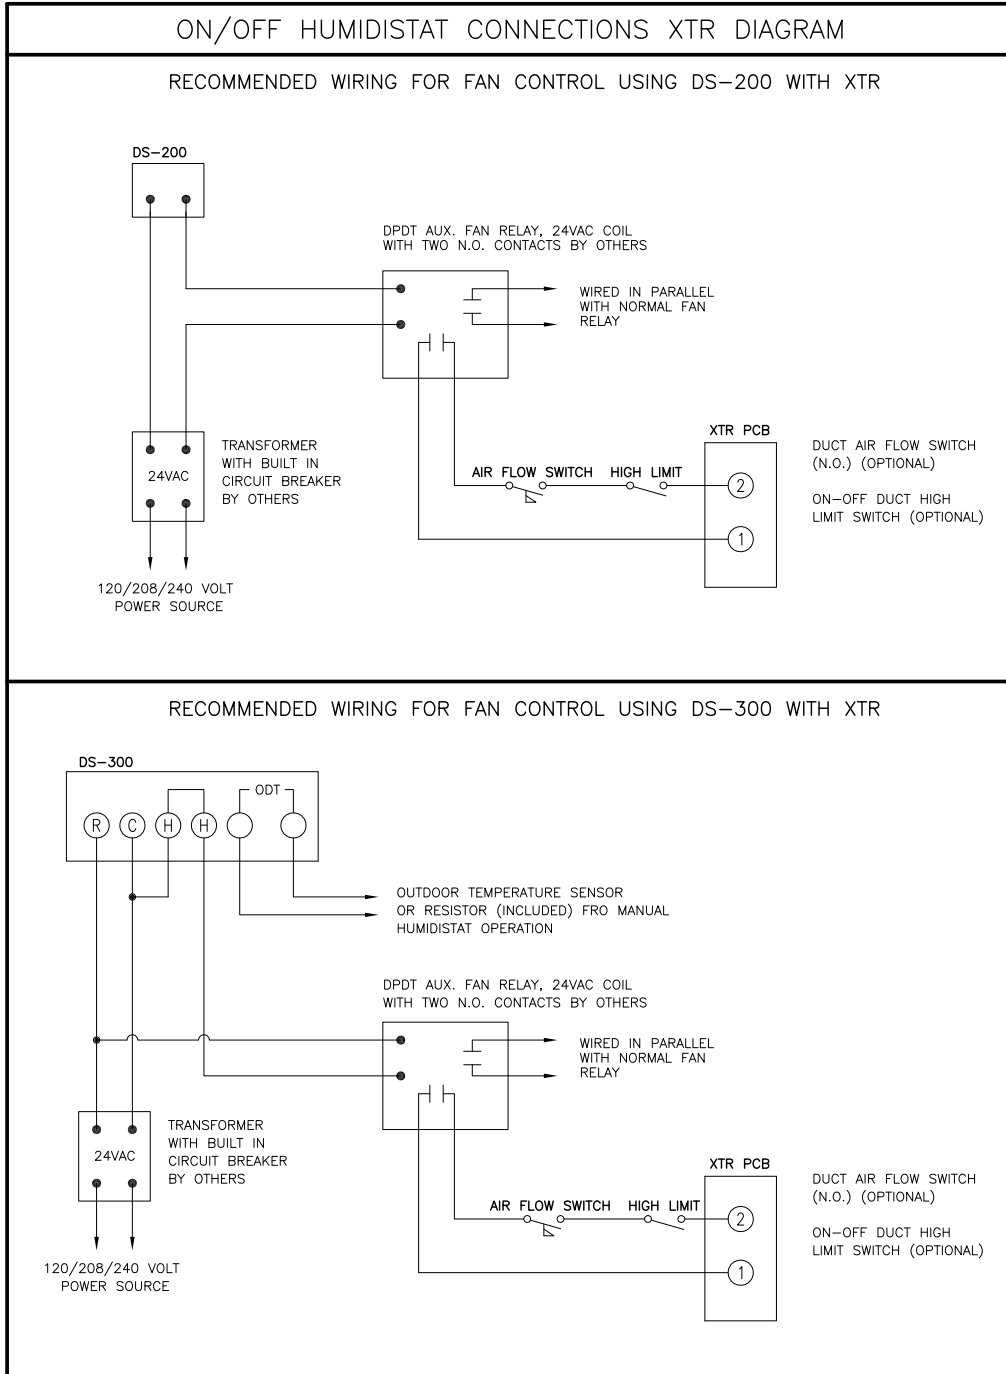 ON/OFF HUMIDISTAT CONNECTIONS XTR DIAGRAM
RECOMMENDED WIRING FOR FAN CONTROL USING DS-200 WITH XTR
DS-200
DPDT AUX. FAN RELAY, 24VAC COIL
WITH TWO N.O. CONTACTS BY OTHERS
WIRED IN PARALLEL
WITH NORMAL FAN
RELAY
24VAC
TRANSFORMER
WITH BUILT IN
CIRCUIT BREAKER
BY OTHERS
120/208/240 VOLT
POWER SOURCE
AIR FLOW SWITCH
HIGH LIMIT
XTR PCB
2
1
DUCT AIR FLOW SWITCH
(N.O.) (OPTIONAL)
ON-OFF DUCT HIGH
LIMIT SWITCH (OPTIONAL)
RECOMMENDED WIRING FOR FAN CONTROL USING DS-300 WITH XTR
DS-300
ODT
R C H H
OUTDOOR TEMPERATURE SENSOR
OR RESISTOR (INCLUDED) FRO MANUAL
HUMIDISTAT OPERATION
DPDT AUX. FAN RELAY, 24VAC COIL
WITH TWO N.O. CONTACTS BY OTHERS
WIRED IN PARALLEL
WITH NORMAL FAN
RELAY
24VAC
TRANSFORMER
WITH BUILT IN
CIRCUIT BREAKER
BY OTHERS
120/208/240 VOLT
POWER SOURCE
AIR FLOW SWITCH
HIGH LIMIT
XTR PCB
2
1
DUCT AIR FLOW SWITCH
(N.O.) (OPTIONAL)
ON-OFF DUCT HIGH
LIMIT SWITCH (OPTIONAL)